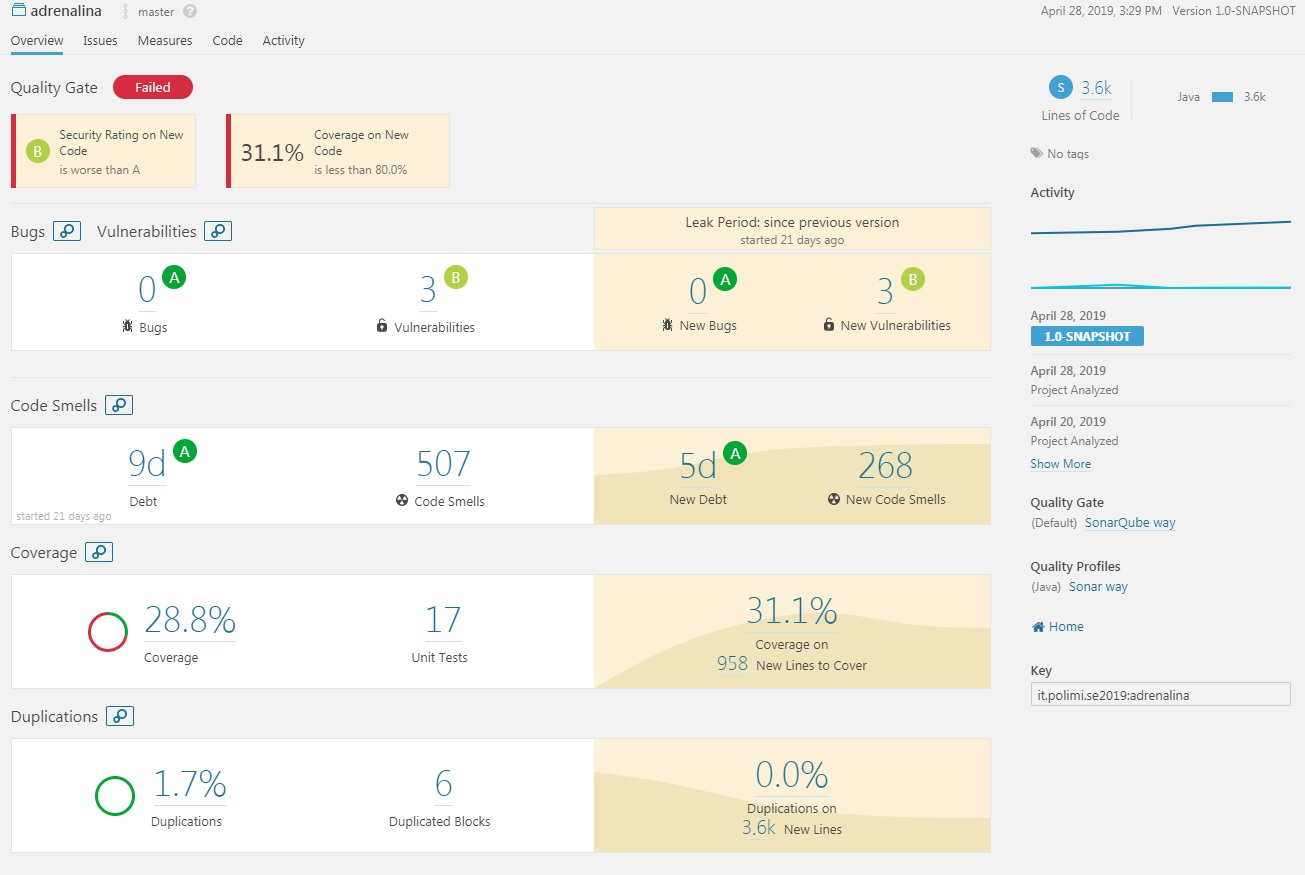 adrenalina master ?
April 28, 2019, 3:29 PM Version 1.0-SNAPSHOT
Overview Issues Measures Code Activity
Quality Gate Failed
B
Security Rating on New
Code
is worse than A
31.1%
Coverage on New
Code
is less than 80.0%
Bugs Vulnerabilities
Leak Period: since previous version
started 21 days ago
0 A
Bugs
3 B
Vulnerabilities
0 A
New Bugs
3 B
New Vulnerabilities
Code Smells
9d A
Debt
started 21 days ago
507
Code Smells
5d A
New Debt
268
New Code Smells
Coverage
28.8%
Coverage
17
Unit Tests
31.1%
Coverage on
958 New Lines to Cover
Duplications
1.7%
Duplications
6
Duplicated Blocks
0.0%
Duplications on
3.6k New Lines
S 3.6k
Lines of Code
Java 3.6k
No tags
Activity
April 28, 2019
1.0-SNAPSHOT
April 28, 2019
Project Analyzed
April 20, 2019
Project Analyzed
Show More
Quality Gate
(Default) SonarQube way
Quality Profiles
(Java) Sonar way
Home
Key
it.polimi.se2019:adrenalina